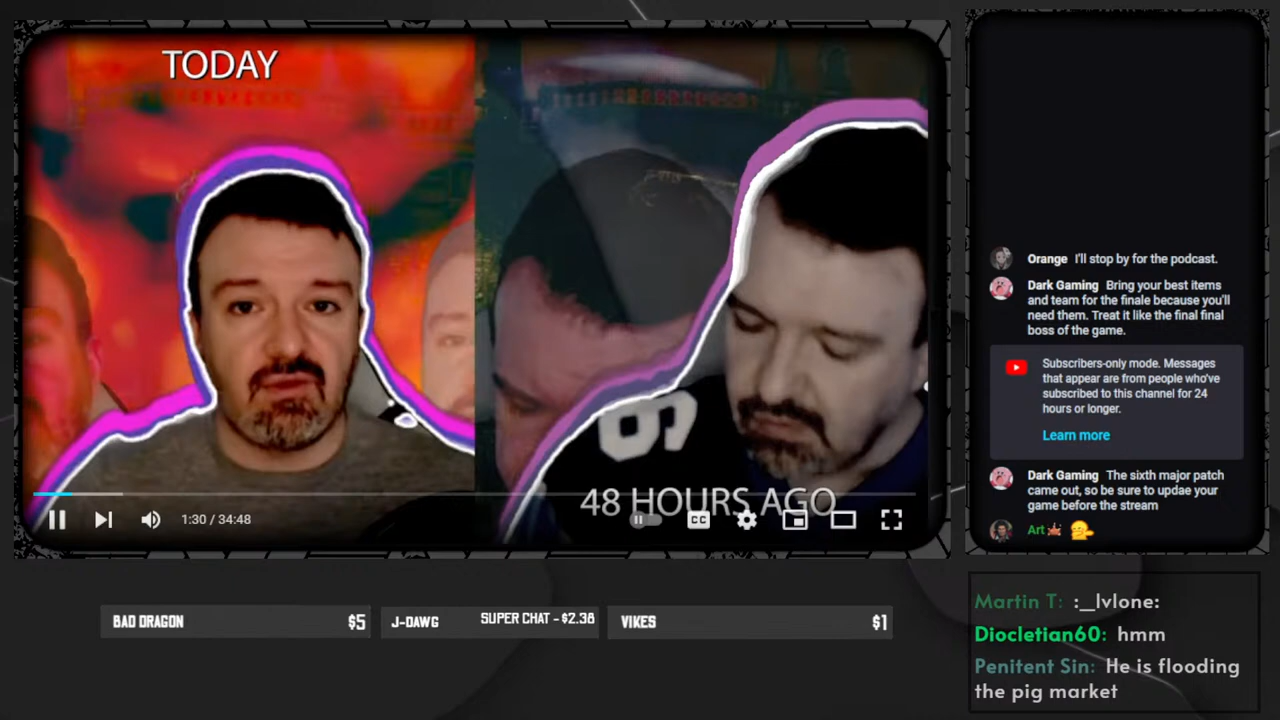 TODAY
48 HOURS AGO
1:30 / 34:48
CC
Orange I'll stop by for the podcast.
Dark Gaming Bring your best items
and team for the finale because you'll
need them. Treat it like the final final
boss of the game.
Subscribers-only mode. Messages
that appear are from people who've
subscribed to this channel for 24
hours or longer.
Learn more
Dark Gaming The sixth major patch
came out, so be sure to updae your
game before the stream
Art
BAD DRAGON $5
J-DAWG SUPER CHAT - $2.38
VIKES $1
Martin T: :_lvlone:
Diocletian60: hmm
Penitent Sin: He is flooding
the pig market